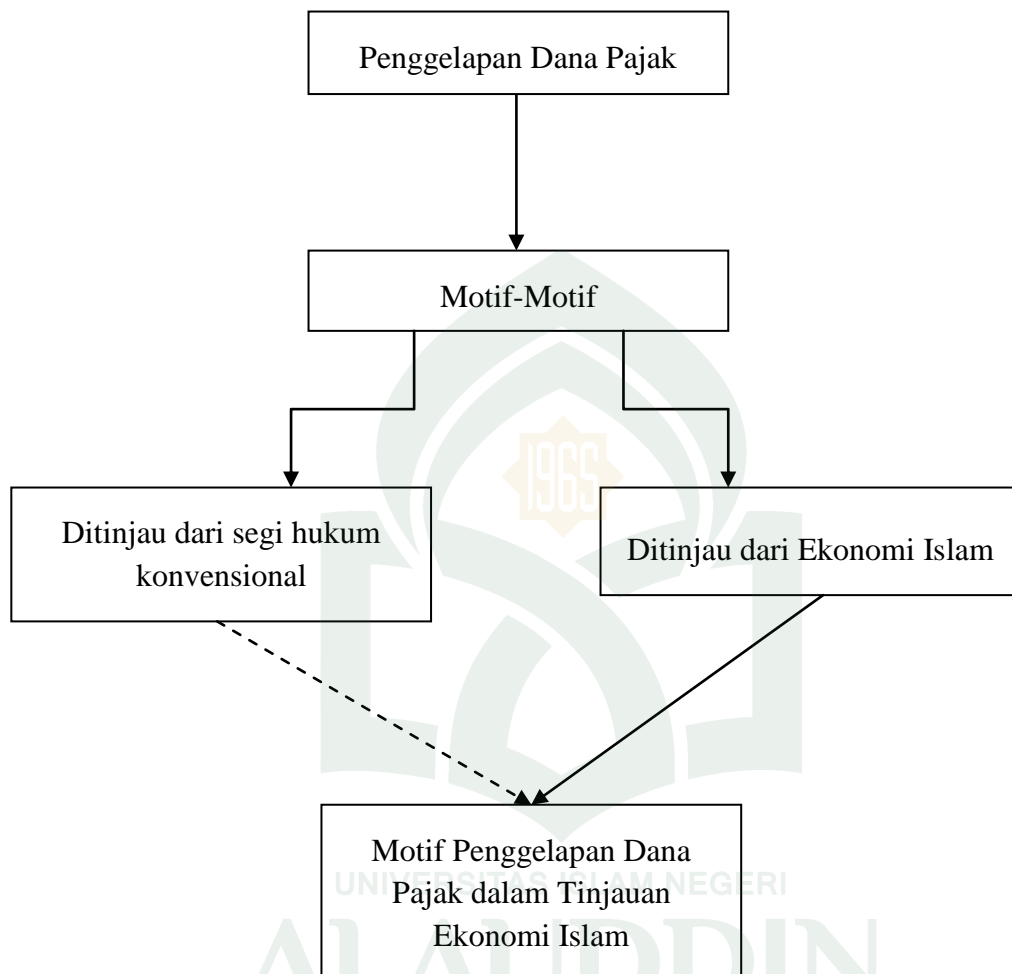 Penggelapan Dana Pajak
Motif-Motif
1965
Ditinjau dari segi hukum
konvensional
Ditinjau dari Ekonomi Islam
Motif Penggelapan Dana
Pajak dalam Tinjauan
Ekonomi Islam
UNIVERSITAS ISLAM NEGERI
ALAUDDIN